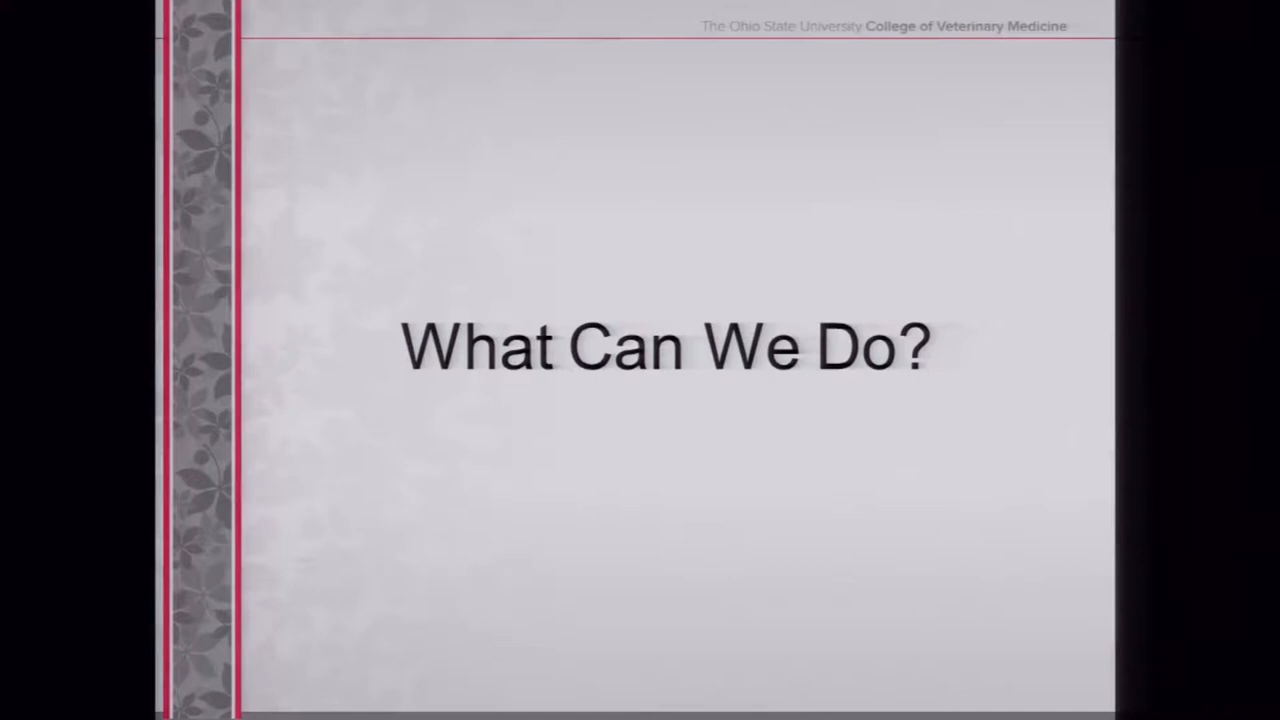 The Ohio State University College of Veterinary Medicine
What Can We Do?